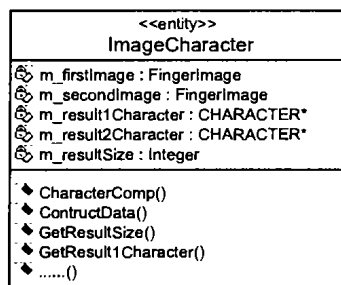 <<entity>>
ImageCharacter
m_firstImage : FingerImage
m_secondImage : FingerImage
m_result1Character : CHARACTER*
m_result2Character : CHARACTER*
m_resultSize : Integer
CharacterComp()
ContructData()
GetResultSize()
GetResult1Character()
......()